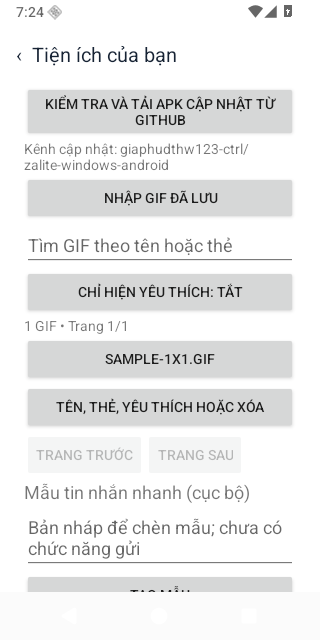 7:24
‹ Tiện ích của bạn
KIỂM TRA VÀ TẢI APK CẬP NHẬT TỪ
GITHUB
Kênh cập nhật: giaphudthw123-ctrl/
zalite-windows-android
NHẬP GIF ĐÃ LƯU
Tìm GIF theo tên hoặc thẻ
CHỈ HIỆN YÊU THÍCH: TẮT
1 GIF • Trang 1/1
SAMPLE-1X1.GIF
TÊN, THẺ, YÊU THÍCH HOẶC XÓA
TRANG TRƯỚC TRANG SAU
Mẫu tin nhắn nhanh (cục bộ)
Bản nháp để chèn mẫu; chưa có
chức năng gửi
TẠO MẪU